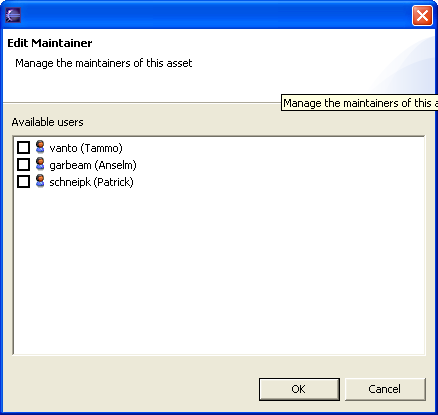 Edit Maintainer
Manage the maintainers of this asset
Manage the maintainers of this a
Available users
vanto (Tammo)
garbeam (Anselm)
schneipk (Patrick)
OK
Cancel